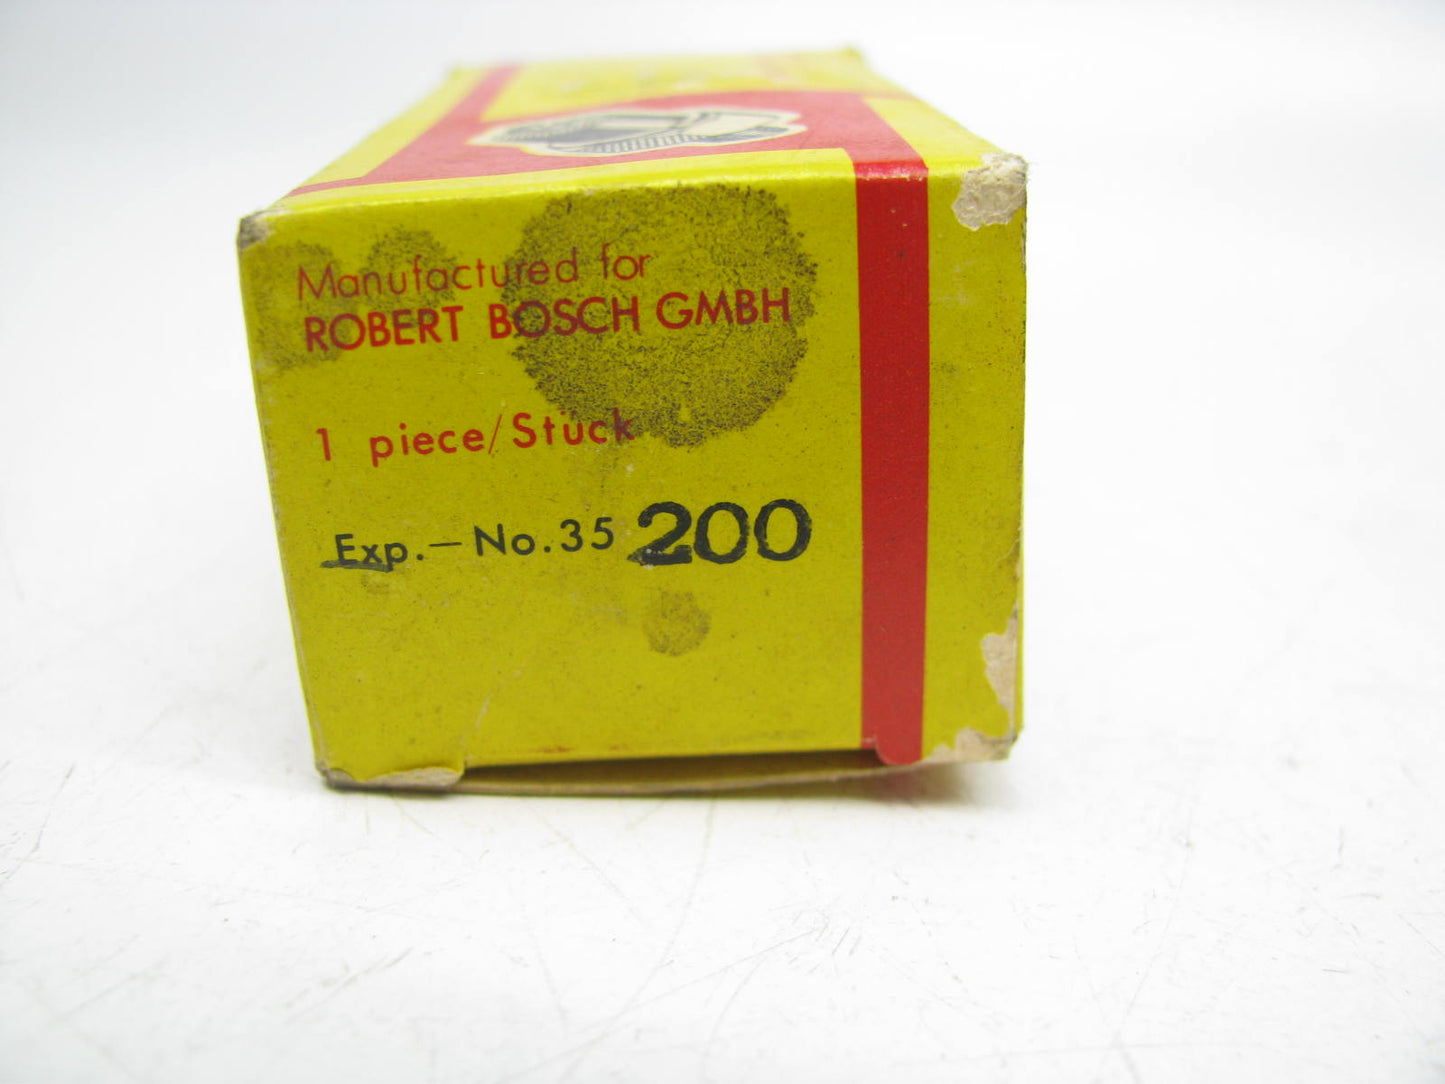 Manufactured for
ROBERT BOSCH GMBH
1 piece/Stück
Exp.—No.35 200